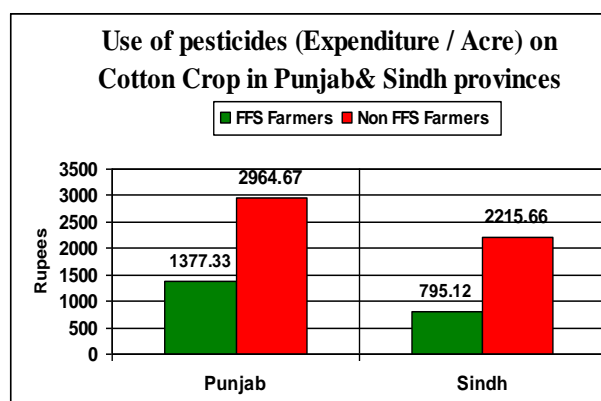 Use of pesticides (Expenditure / Acre) on
Cotton Crop in Punjab& Sindh provinces
FFS Farmers Non FFS Farmers
3500
3000
2500
2000
1500
1000
500
0
Rupees
1377.33
2964.67
795.12
2215.66
Punjab Sindh